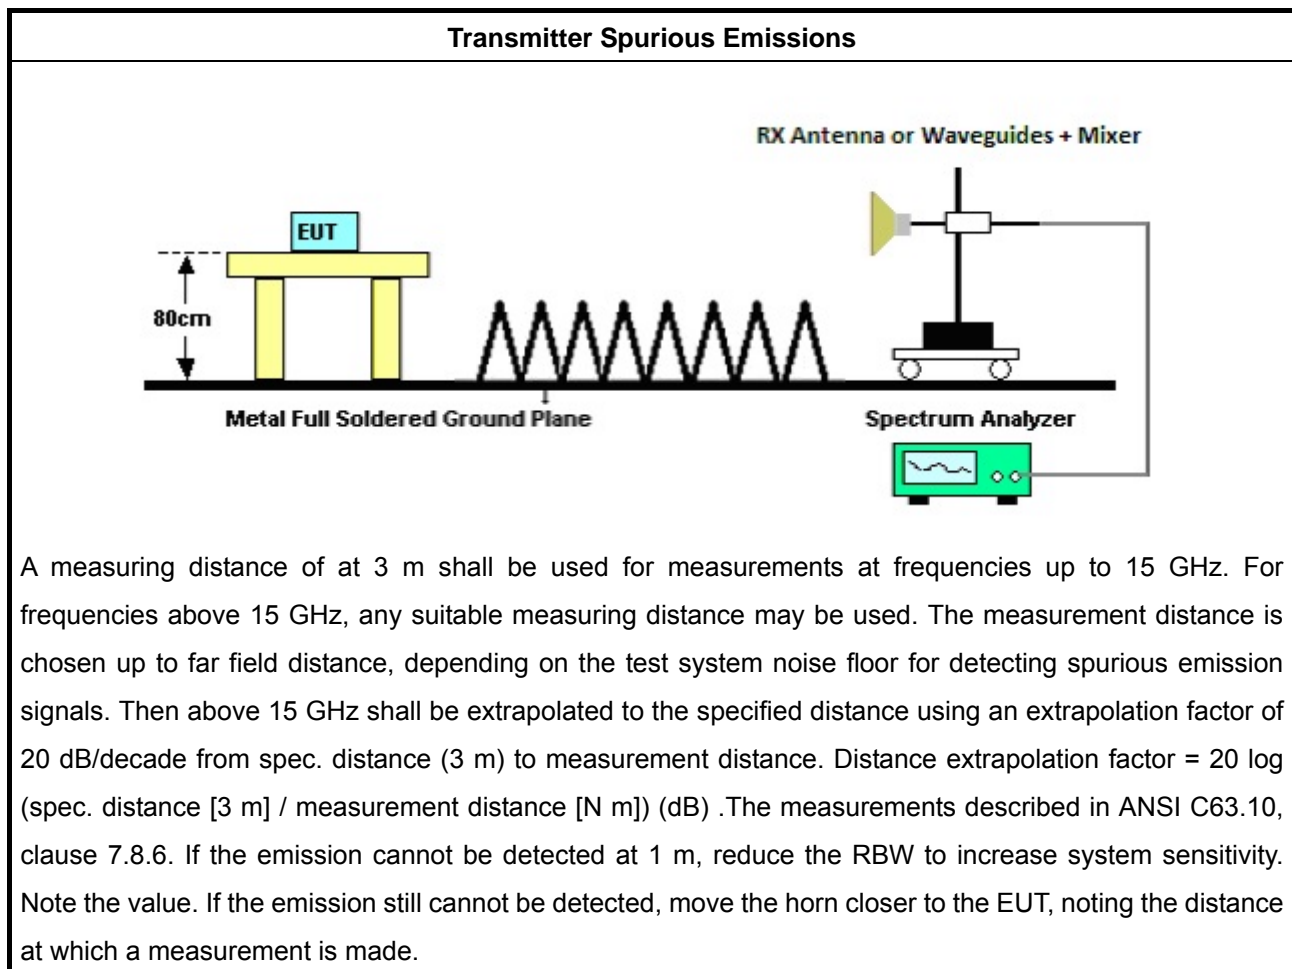 Transmitter Spurious Emissions
RX Antenna or Waveguides + Mixer
EUT
80cm
Metal Full Soldered Ground Plane
Spectrum Analyzer
A measuring distance of at 3 m shall be used for measurements at frequencies up to 15 GHz. For
frequencies above 15 GHz, any suitable measuring distance may be used. The measurement distance is
chosen up to far field distance, depending on the test system noise floor for detecting spurious emission
signals. Then above 15 GHz shall be extrapolated to the specified distance using an extrapolation factor of
20 dB/decade from spec. distance (3 m) to measurement distance. Distance extrapolation factor = 20 log
(spec. distance [3 m] / measurement distance [N m]) (dB) .The measurements described in ANSI C63.10,
clause 7.8.6. If the emission cannot be detected at 1 m, reduce the RBW to increase system sensitivity.
Note the value. If the emission still cannot be detected, move the horn closer to the EUT, noting the distance
at which a measurement is made.